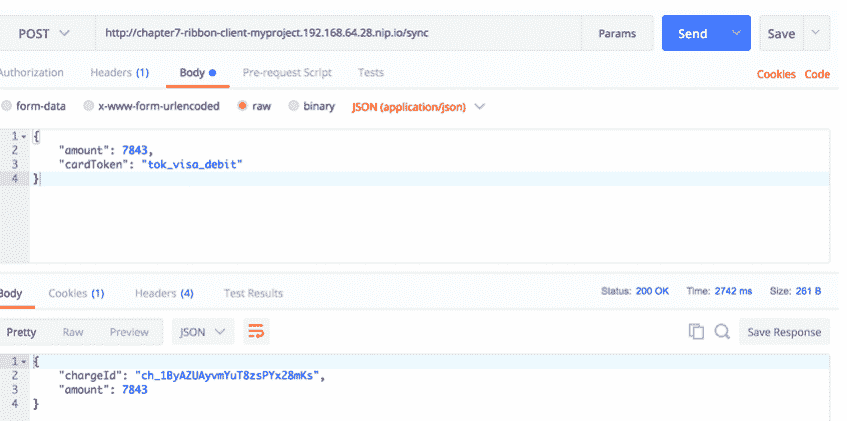 POST http://chapter7-ribbon-client-myproject.192.168.64.28.nip.io/sync Params Send Save
Authorization Headers (1) Body Pre-request Script Tests Cookies Code
form-data x-www-form-urlencoded raw binary JSON (application/json)
1 {
2 "amount": 7843,
3 "cardToken": "tok_visa_debit"
4 }
Body Cookies (1) Headers (4) Test Results Status: 200 OK Time: 2742 ms Size: 261 B
Pretty Raw Preview JSON Save Response
1 {
2 "chargeId": "ch_1ByAZUAyvmYuT8zsPYx28mKs",
3 "amount": 7843
4 }